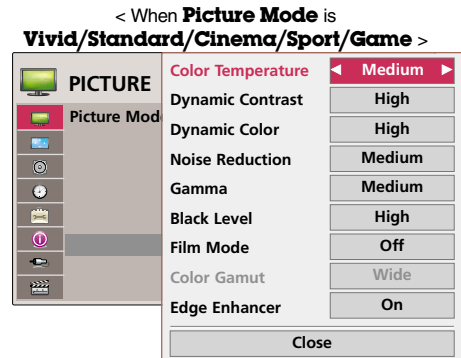 < When Picture Mode is
Vivid/Standard/Cinema/Sport/Game >
PICTURE
Picture Mod
Color Temperature ◄ Medium ►
Dynamic Contrast High
Dynamic Color High
Noise Reduction Medium
Gamma Medium
Black Level High
Film Mode Off
Color Gamut Wide
Edge Enhancer On
Close